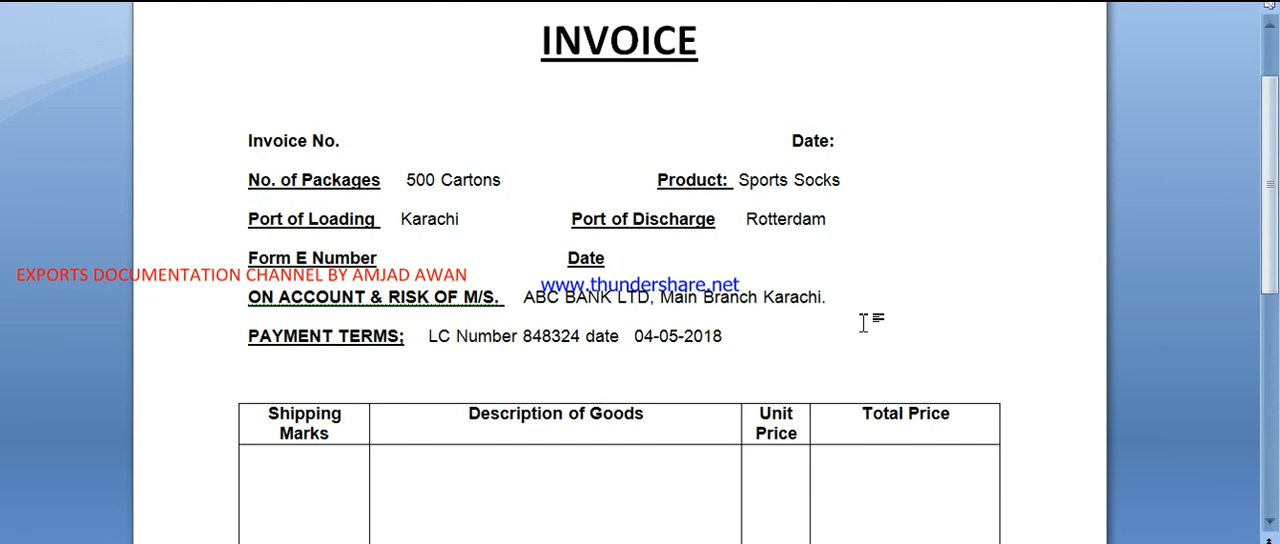 INVOICE
Invoice No. Date:
No. of Packages 500 Cartons Product: Sports Socks
Port of Loading Karachi Port of Discharge Rotterdam
Form E Number Date
EXPORTS DOCUMENTATION CHANNEL BY AMJAD AWAN
www.thundershare.net
ON ACCOUNT & RISK OF M/S. ABC BANK LTD, Main Branch Karachi.
PAYMENT TERMS; LC Number 848324 date 04-05-2018
Shipping Marks Description of Goods Unit Price Total Price